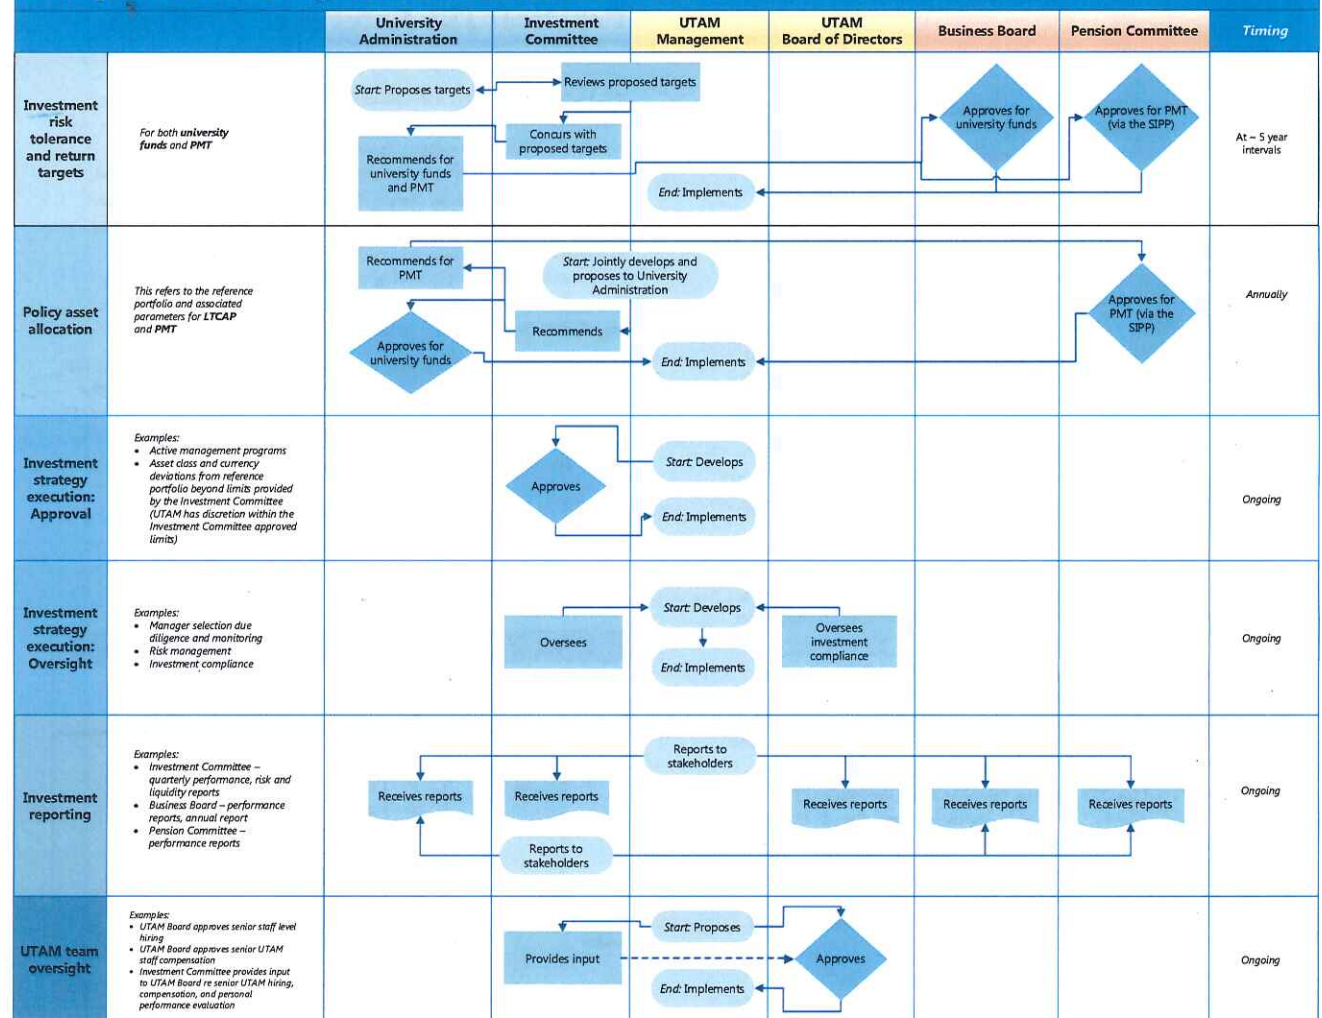 University
Administration
Investment
Committee
UTAM
Management
UTAM
Board of Directors
Business Board
Pension Committee
Timing
Investment
risk
tolerance
and return
targets
For both university
funds and PMT
Start: Proposes targets
Reviews proposed targets
Concurs with
proposed targets
Recommends for
university funds
and PMT
End: Implements
Approves for
university funds
Approves for PMT
(via the SIPP)
At ~ 5 year
intervals
Policy asset
allocation
This refers to the reference
portfolio and associated
parameters for LTCAP
and PMT
Recommends for
PMT
Start: Jointly develops and
proposes to University
Administration
Recommends
Approves for
university funds
End: Implements
Approves for
PMT (via the
SIPP)
Annually
Investment
strategy
execution:
Approval
Examples:
• Active management programs
• Asset class and currency
deviations from reference
portfolio beyond limits provided
by the Investment Committee
(UTAM has discretion within the
Investment Committee approved
limits)
Approves
Start: Develops
End: Implements
Ongoing
Investment
strategy
execution:
Oversight
Examples:
• Manager selection due
diligence and monitoring
• Risk management
• Investment compliance
Oversees
Start: Develops
End: Implements
Oversees
investment
compliance
Ongoing
Investment
reporting
Examples:
• Investment Committee –
quarterly performance, risk and
liquidity reports
• Business Board – performance
reports, annual report
• Pension Committee –
performance reports
Reports to
stakeholders
Receives reports
Receives reports
Receives reports
Receives reports
Receives reports
Reports to
stakeholders
Ongoing
UTAM team
oversight
Examples:
• UTAM Board approves senior staff level
hiring
• UTAM Board approves senior UTAM
staff compensation
• Investment Committee provides input
to UTAM Board re senior UTAM hiring,
compensation, and personal
performance evaluation
Provides input
Start: Proposes
End: Implements
Approves
Ongoing